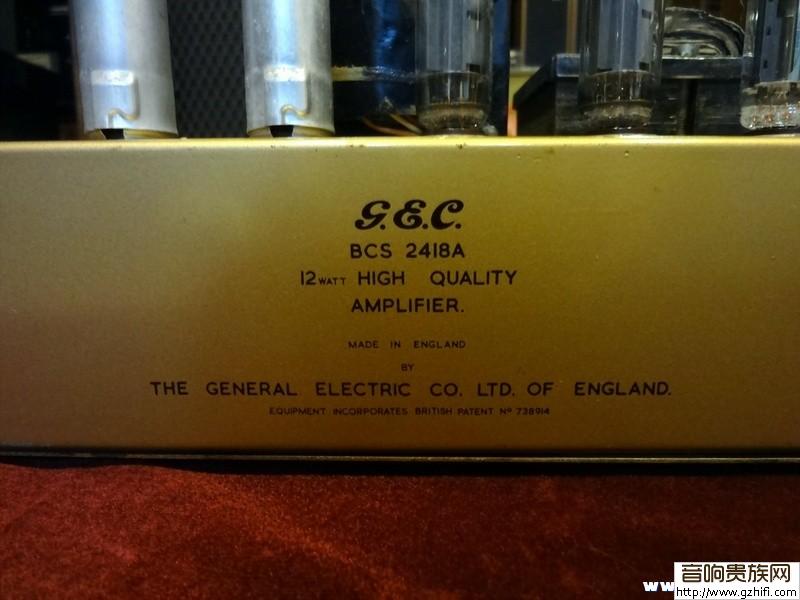 G.E.C.
BCS 2418A
12 WATT HIGH QUALITY
AMPLIFIER.
MADE IN ENGLAND
BY
THE GENERAL ELECTRIC CO. LTD. OF ENGLAND.
EQUIPMENT INCORPORATES BRITISH PATENT Nº 738914
音响贵族网
http://www.gzhifi.com